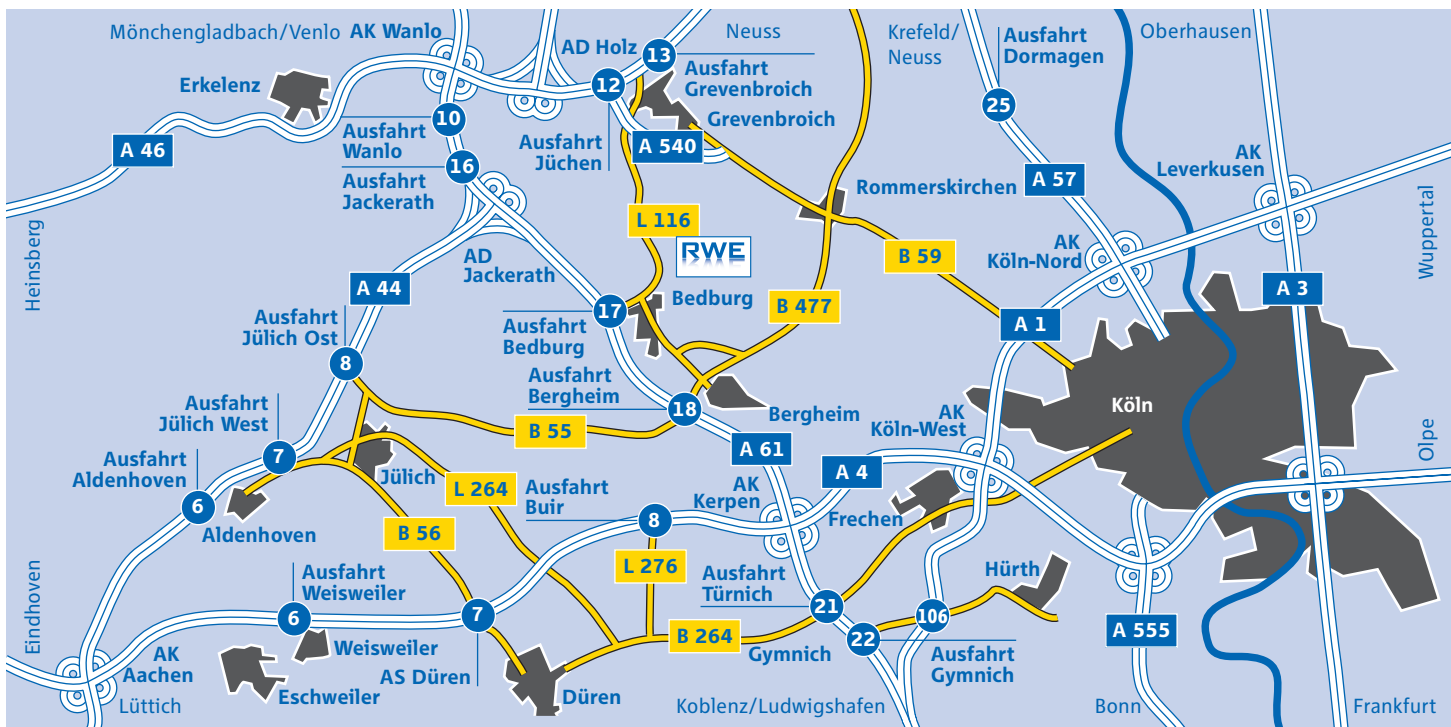 Mönchengladbach/Venlo
AK Wanlo
AD Holz
13
Neuss
Krefeld/
Neuss
Ausfahrt
Dormagen
Oberhausen
Erkelenz
12
Ausfahrt
Grevenbroich
Grevenbroich
25
10
Ausfahrt
Wanlo
A 46
Ausfahrt
Jüchen
A 540
AK
Leverkusen
16
Ausfahrt
Jackerath
Rommerskirchen
A 57
L 116
RWE
B 59
AK
Köln-Nord
Wuppertal
Heinsberg
AD
Jackerath
A 44
Bedburg
B 477
A 3
Ausfahrt
Jülich Ost
17
Ausfahrt
Bedburg
A 1
8
Ausfahrt
Bergheim
18
Bergheim
Köln
Ausfahrt
Jülich West
B 55
AK
Köln-West
Olpe
7
Ausfahrt
Aldenhoven
Jülich
A 61
A 4
L 264
Ausfahrt
Buir
AK
Kerpen
6
Aldenhoven
B 56
8
Frechen
L 276
Ausfahrt
Türnich
Hürth
Eindhoven
Ausfahrt
Weisweiler
6
7
21
106
22
B 264
Gymnich
Ausfahrt
Gymnich
A 555
AK
Aachen
Weisweiler
Eschweiler
AS Düren
Düren
Lüttich
Koblenz/Ludwigshafen
Bonn
Frankfurt